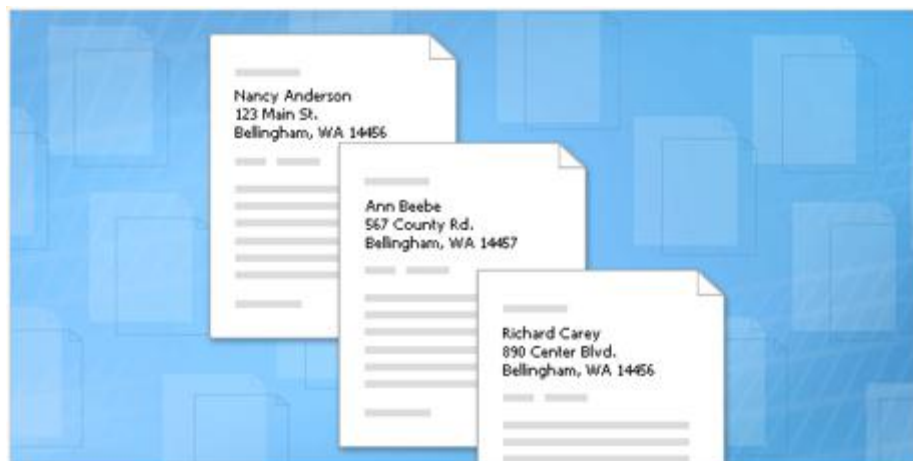 Nancy Anderson
123 Main St.
Bellingham, WA 14456
Ann Beebe
567 County Rd.
Bellingham, WA 14457
Richard Carey
890 Center Blvd.
Bellingham, WA 14456